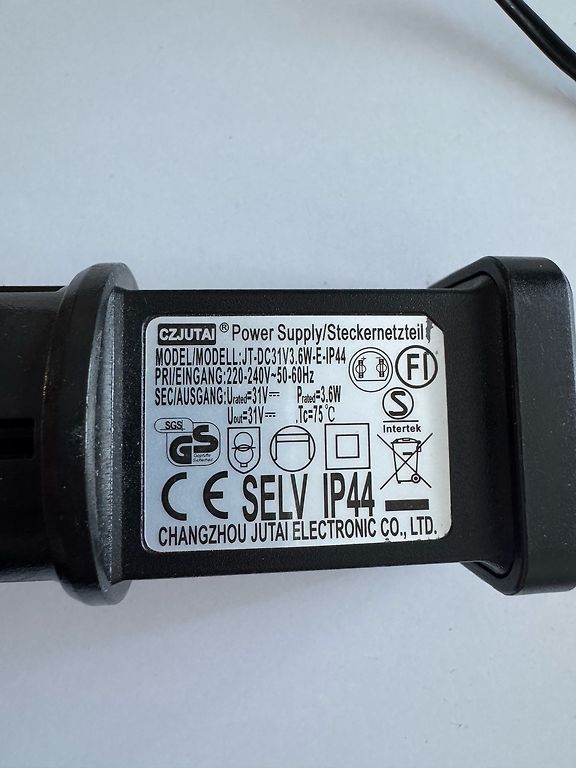 CZJUTAI ® Power Supply/Steckernetzteil
MODEL/MODELL:JT-DC31V3.6W-E-IP44
PRI/EINGANG:220-240V~50-60Hz
SEC/AUSGANG:Urated=31V⎓ Prated=3.6W
Uout=31V⎓ ,Tc=75℃
FI
S
Intertek
SGS
GS
Geprüfte Sicherheit
CE SELV IP44
CHANGZHOU JUTAI ELECTRONIC CO., LTD.